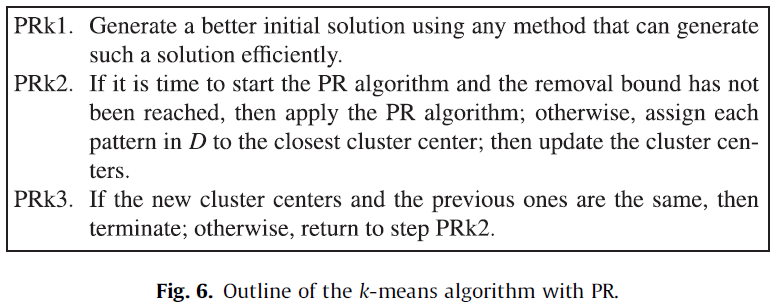 PRk1. Generate a better initial solution using any method that can generate
such a solution efficiently.
PRk2. If it is time to start the PR algorithm and the removal bound has not
been reached, then apply the PR algorithm; otherwise, assign each
pattern in D to the closest cluster center; then update the cluster cen-
ters.
PRk3. If the new cluster centers and the previous ones are the same, then
terminate; otherwise, return to step PRk2.
Fig. 6. Outline of the k-means algorithm with PR.